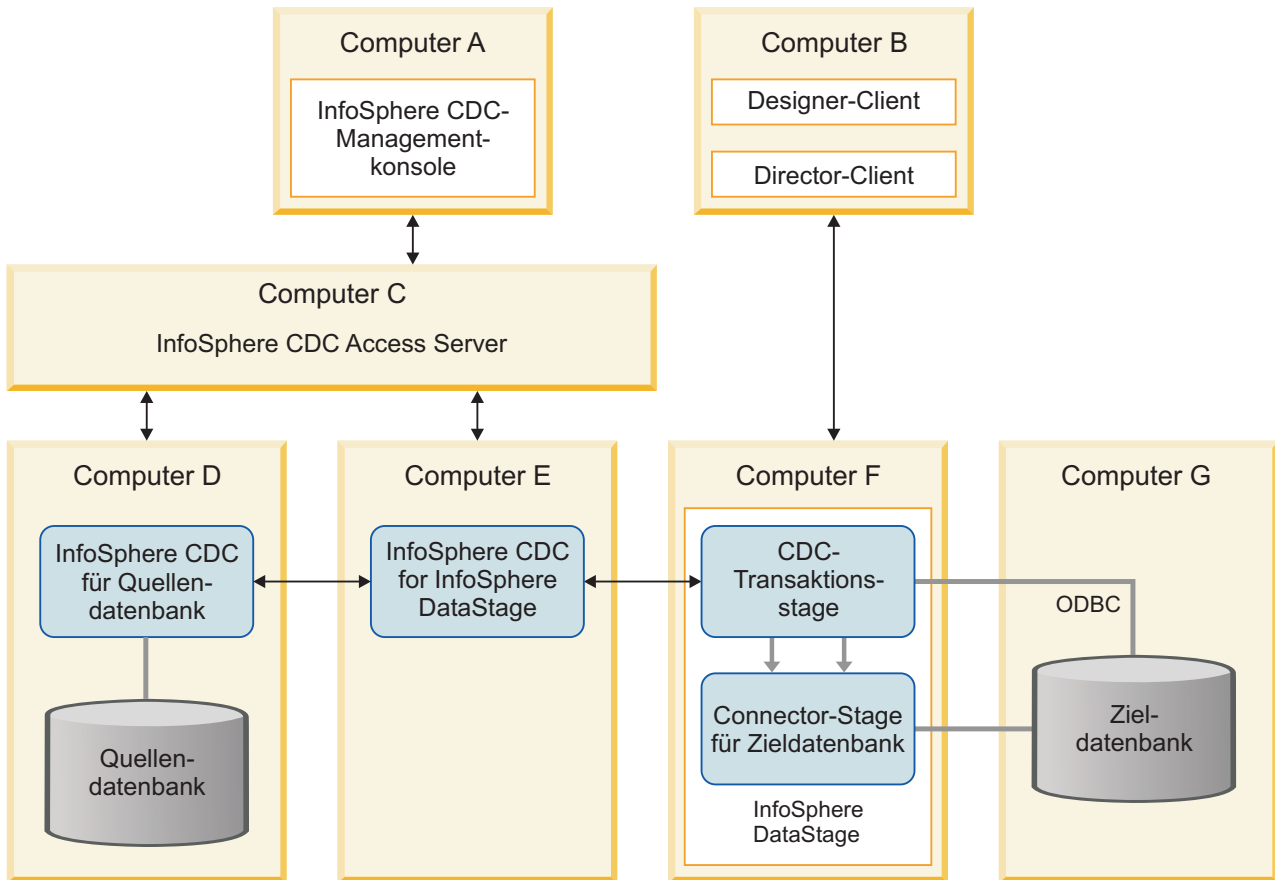 Computer A
InfoSphere CDC-
Management-
konsole
Computer B
Designer-Client
Director-Client
Computer C
InfoSphere CDC Access Server
Computer D
InfoSphere CDC
für Quellen-
datenbank
Quellen-
datenbank
Computer E
InfoSphere CDC
for InfoSphere
DataStage
Computer F
CDC-
Transaktions-
stage
Connector-Stage
für Zieldatenbank
InfoSphere
DataStage
Computer G
ODBC
Ziel-
datenbank